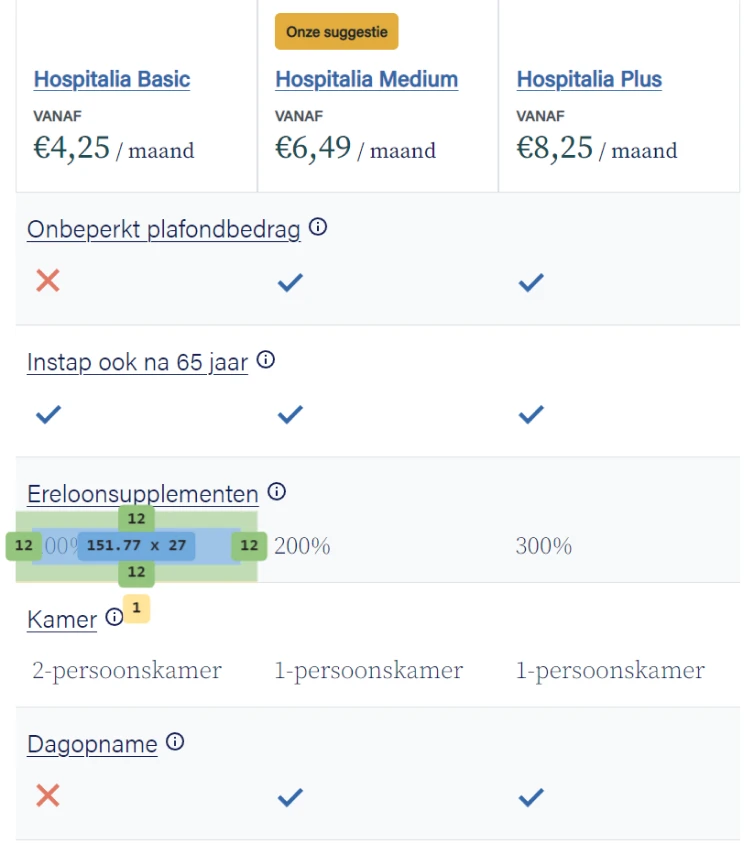 Onze suggestie
Hospitalia Basic Hospitalia Medium Hospitalia Plus
VANAF VANAF VANAF
€4,25 / maand €6,49 / maand €8,25 / maand
Onbeperkt plafondbedrag
Instap ook na 65 jaar
Ereloonsupplementen
12
12 151.77 x 27 12 200% 300%
12
Kamer 1
2-persoonskamer 1-persoonskamer 1-persoonskamer
Dagopname